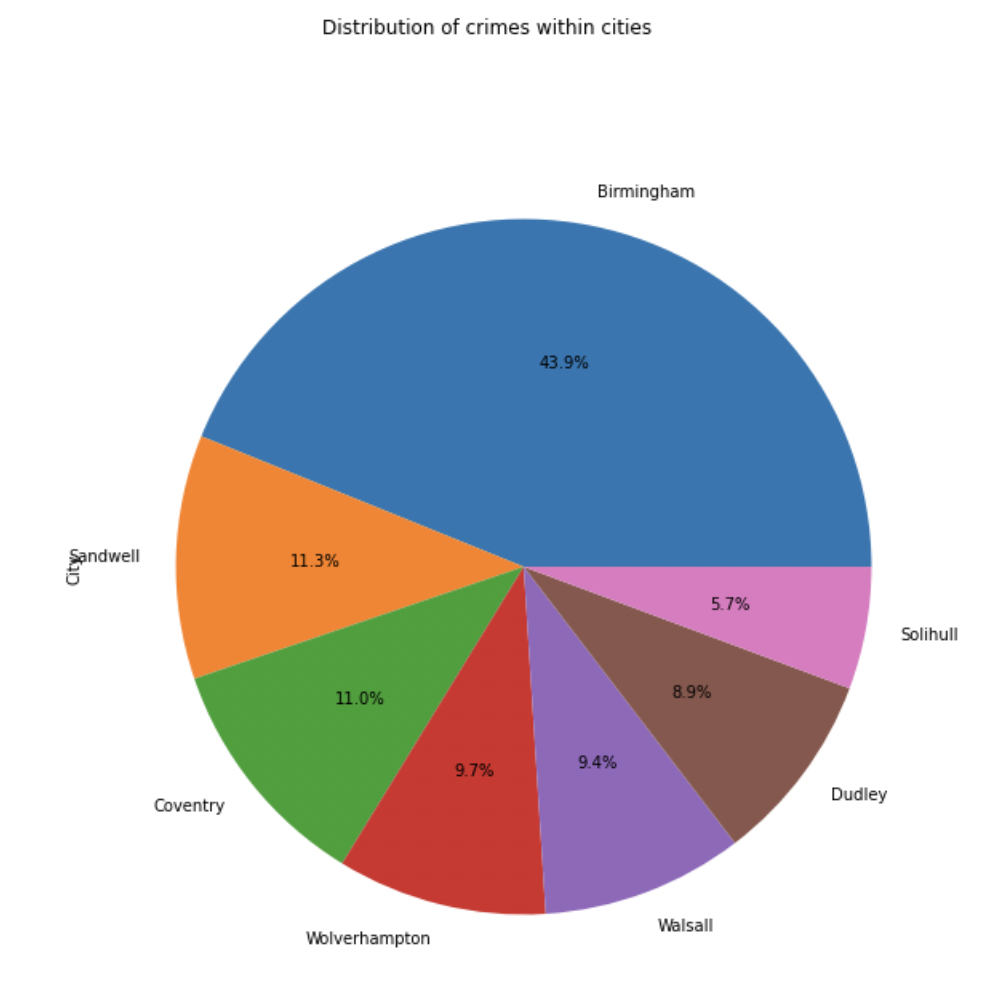 Distribution of crimes within cities
Birmingham
43.9%
Sandwell
City
11.3%
5.7%
Solihull
8.9%
11.0%
9.7%
9.4%
Dudley
Coventry
Walsall
Wolverhampton